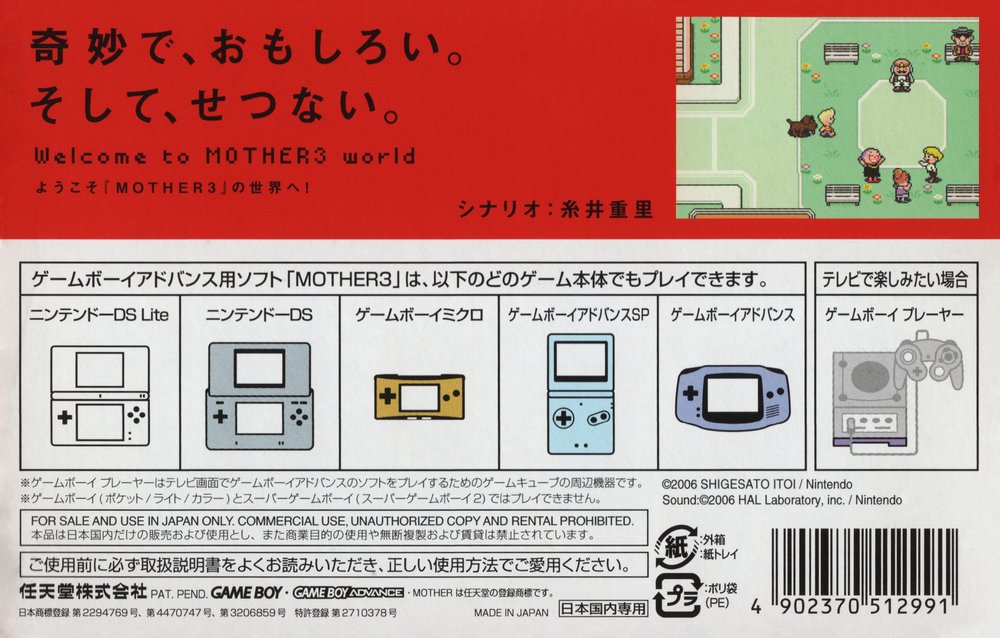 奇妙で、おもしろい。
そして、せつない。
Welcome to MOTHER3 world
ようこそ『MOTHER3』の世界へ!
シナリオ:糸井重里
ゲームボーイアドバンス用ソフト「MOTHER3」は、以下のどのゲーム本体でもプレイできます。
テレビで楽しみたい場合
ニンテンドーDS Lite
ニンテンドーDS
ゲームボーイミクロ
ゲームボーイアドバンスSP
ゲームボーイアドバンス
ゲームボーイ プレーヤー
※ゲームボーイ プレーヤーはテレビ画面でゲームボーイアドバンスのソフトをプレイするためのゲームキューブの周辺機器です。
※ゲームボーイ(ポケット/ライト/カラー)とスーパーゲームボーイ(スーパーゲームボーイ2)ではプレイできません。
©2006 SHIGESATO ITOI / Nintendo
Sound:©2006 HAL Laboratory, inc. / Nintendo
FOR SALE AND USE IN JAPAN ONLY. COMMERCIAL USE, UNAUTHORIZED COPY AND RENTAL PROHIBITED.
本品は日本国内だけの販売および使用とし、また商業目的の使用や無断複製および賃貸は禁止されています。
ご使用前に必ず取扱説明書をよくお読みいただき、正しい使用方法でご愛用ください。
紙
:外箱
:紙トレイ
プラ
:ポリ袋
(PE)
任天堂株式会社 PAT. PEND. GAME BOY・GAME BOY ADVANCE・MOTHER は任天堂の登録商標です。
日本商標登録 第2294769号、第4470747号、第3206859号 特許登録 第2710378号
MADE IN JAPAN
日本国内専用
4 902370 512991